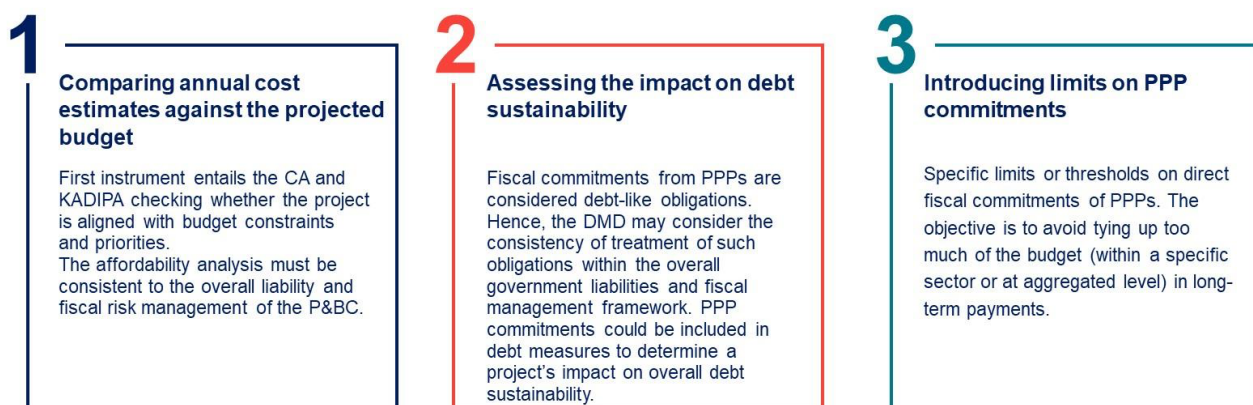 1
Comparing annual cost
estimates against the projected
budget
First instrument entails the CA and
KADIPA checking whether the project
is aligned with budget constraints
and priorities.
The affordability analysis must be
consistent to the overall liability and
fiscal risk management of the P&BC.
2
Assessing the impact on debt
sustainability
Fiscal commitments from PPPs are
considered debt-like obligations.
Hence, the DMD may consider the
consistency of treatment of such
obligations within the overall
government liabilities and fiscal
management framework. PPP
commitments could be included in
debt measures to determine a
project's impact on overall debt
sustainability.
3
Introducing limits on PPP
commitments
Specific limits or thresholds on direct
fiscal commitments of PPPs. The
objective is to avoid tying up too
much of the budget (within a specific
sector or at aggregated level) in long-
term payments.